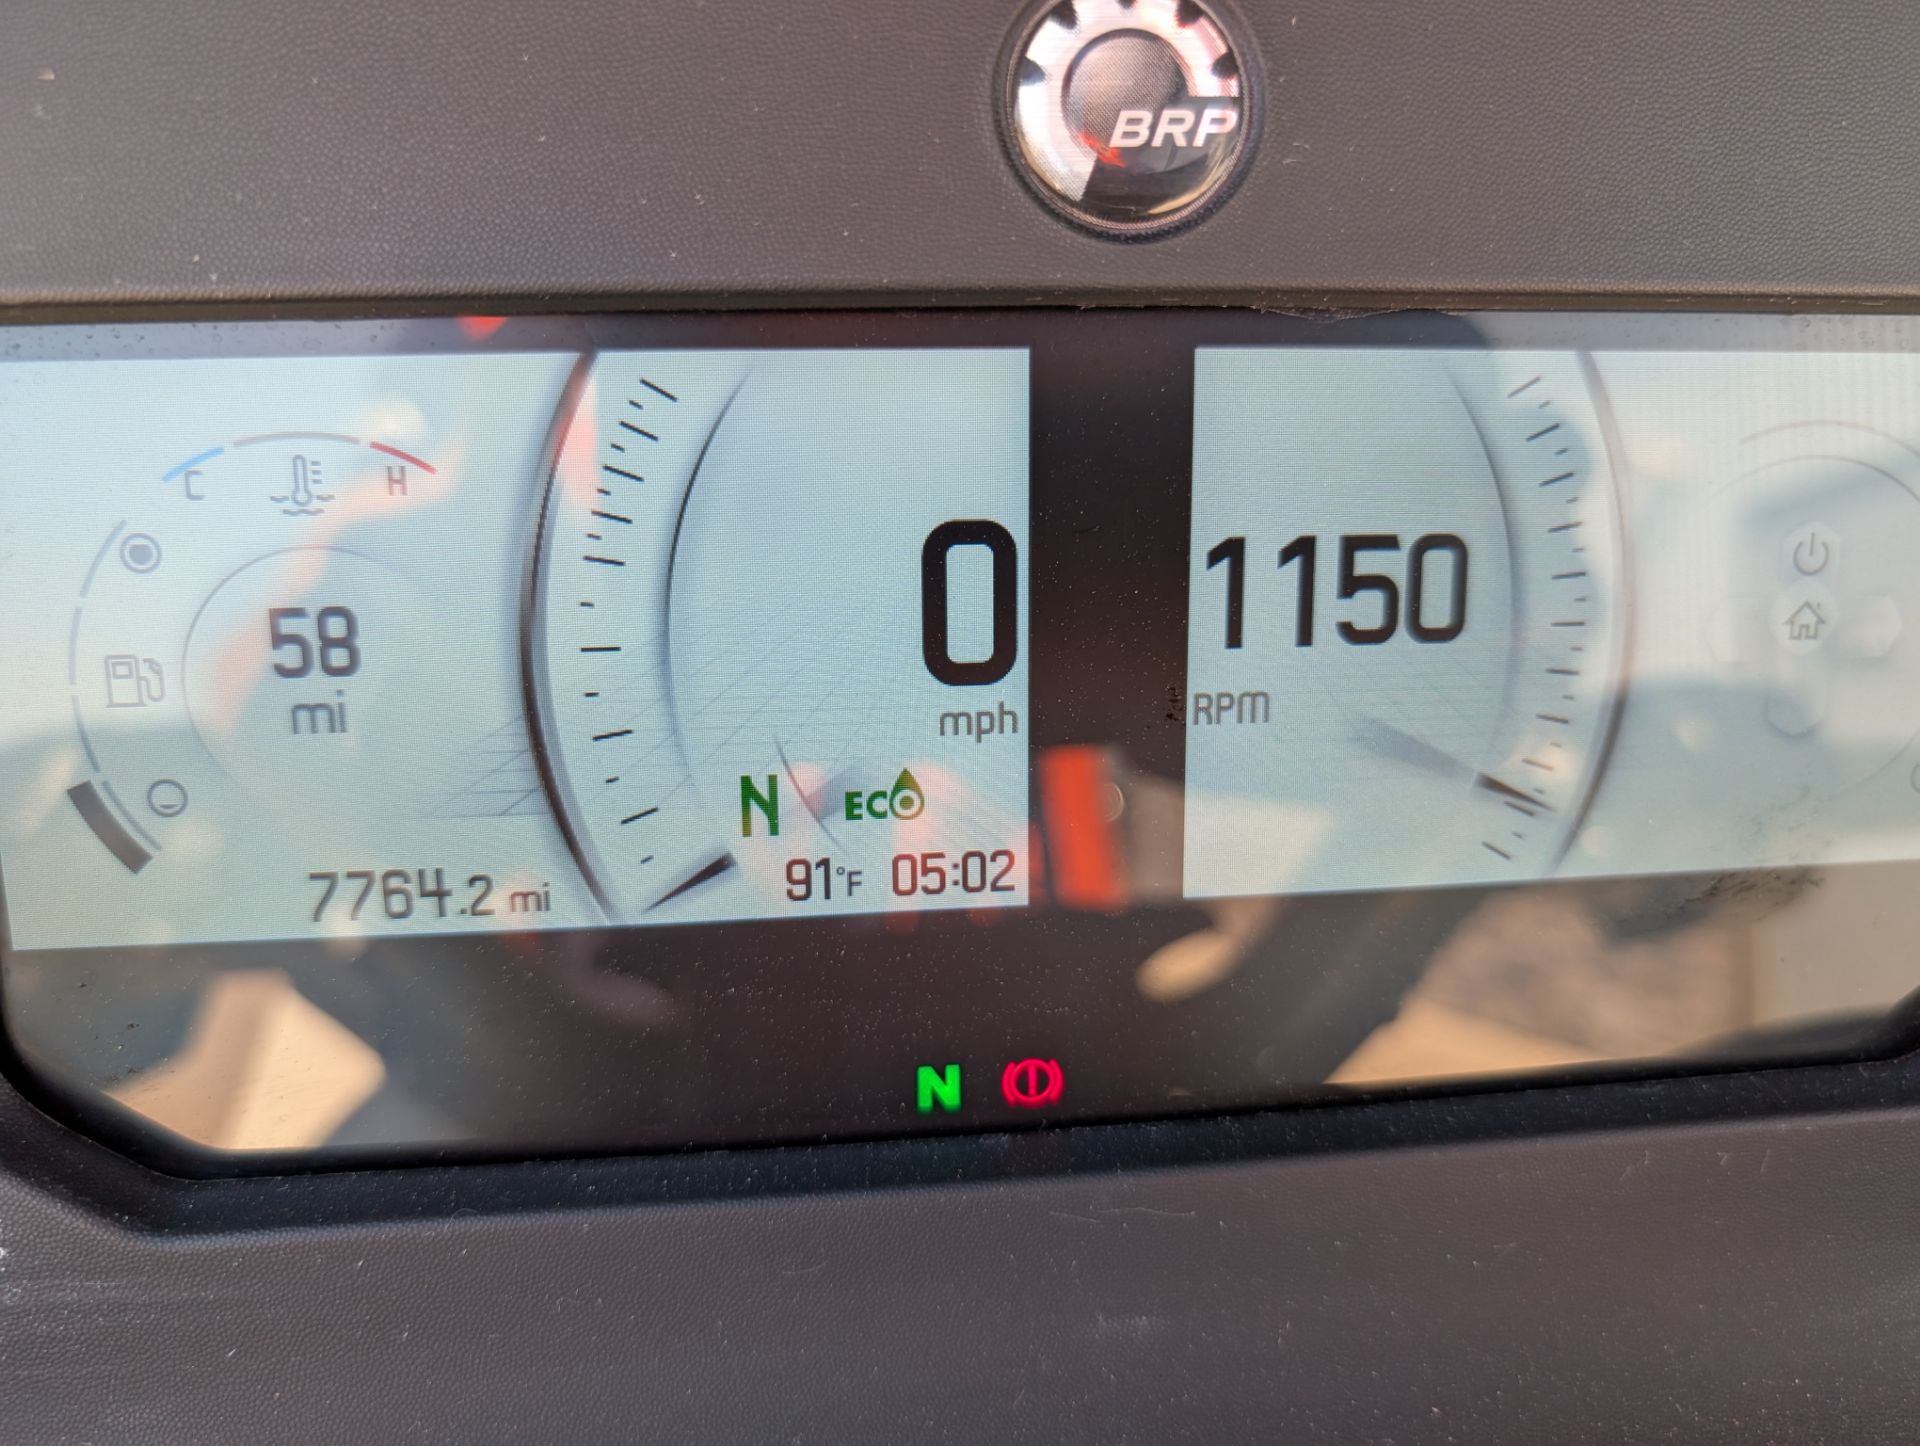 BRP
C H
58
mi
0
mph
1150
RPM
N ECO
91°F 05:02
7764.2 mi
N